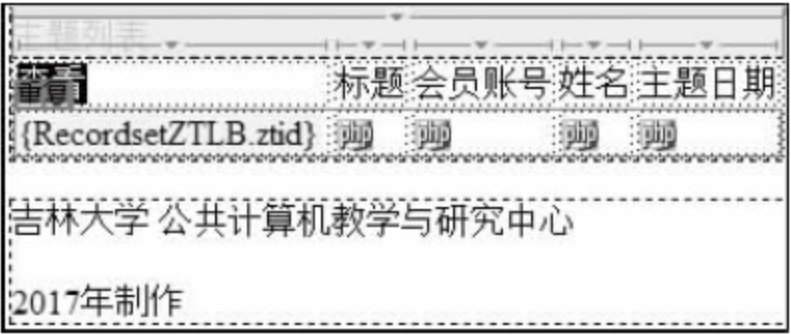 主题列表
查看 标题 会员账号 姓名 主题日期
{RecordsetZTLB.ztid} php php php php
吉林大学 公共计算机教学与研究中心
2017年制作